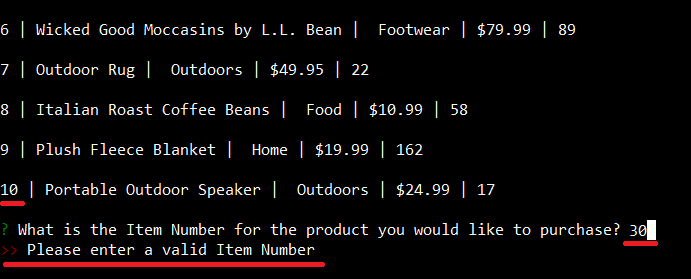 6 | Wicked Good Moccasins by L.L. Bean |  Footwear | $79.99 | 89
7 | Outdoor Rug |  Outdoors | $49.95 | 22
8 | Italian Roast Coffee Beans |  Food | $10.99 | 58
9 | Plush Fleece Blanket |  Home | $19.99 | 162
10 | Portable Outdoor Speaker |  Outdoors | $24.99 | 17
? What is the Item Number for the product you would like to purchase? 30
>> Please enter a valid Item Number